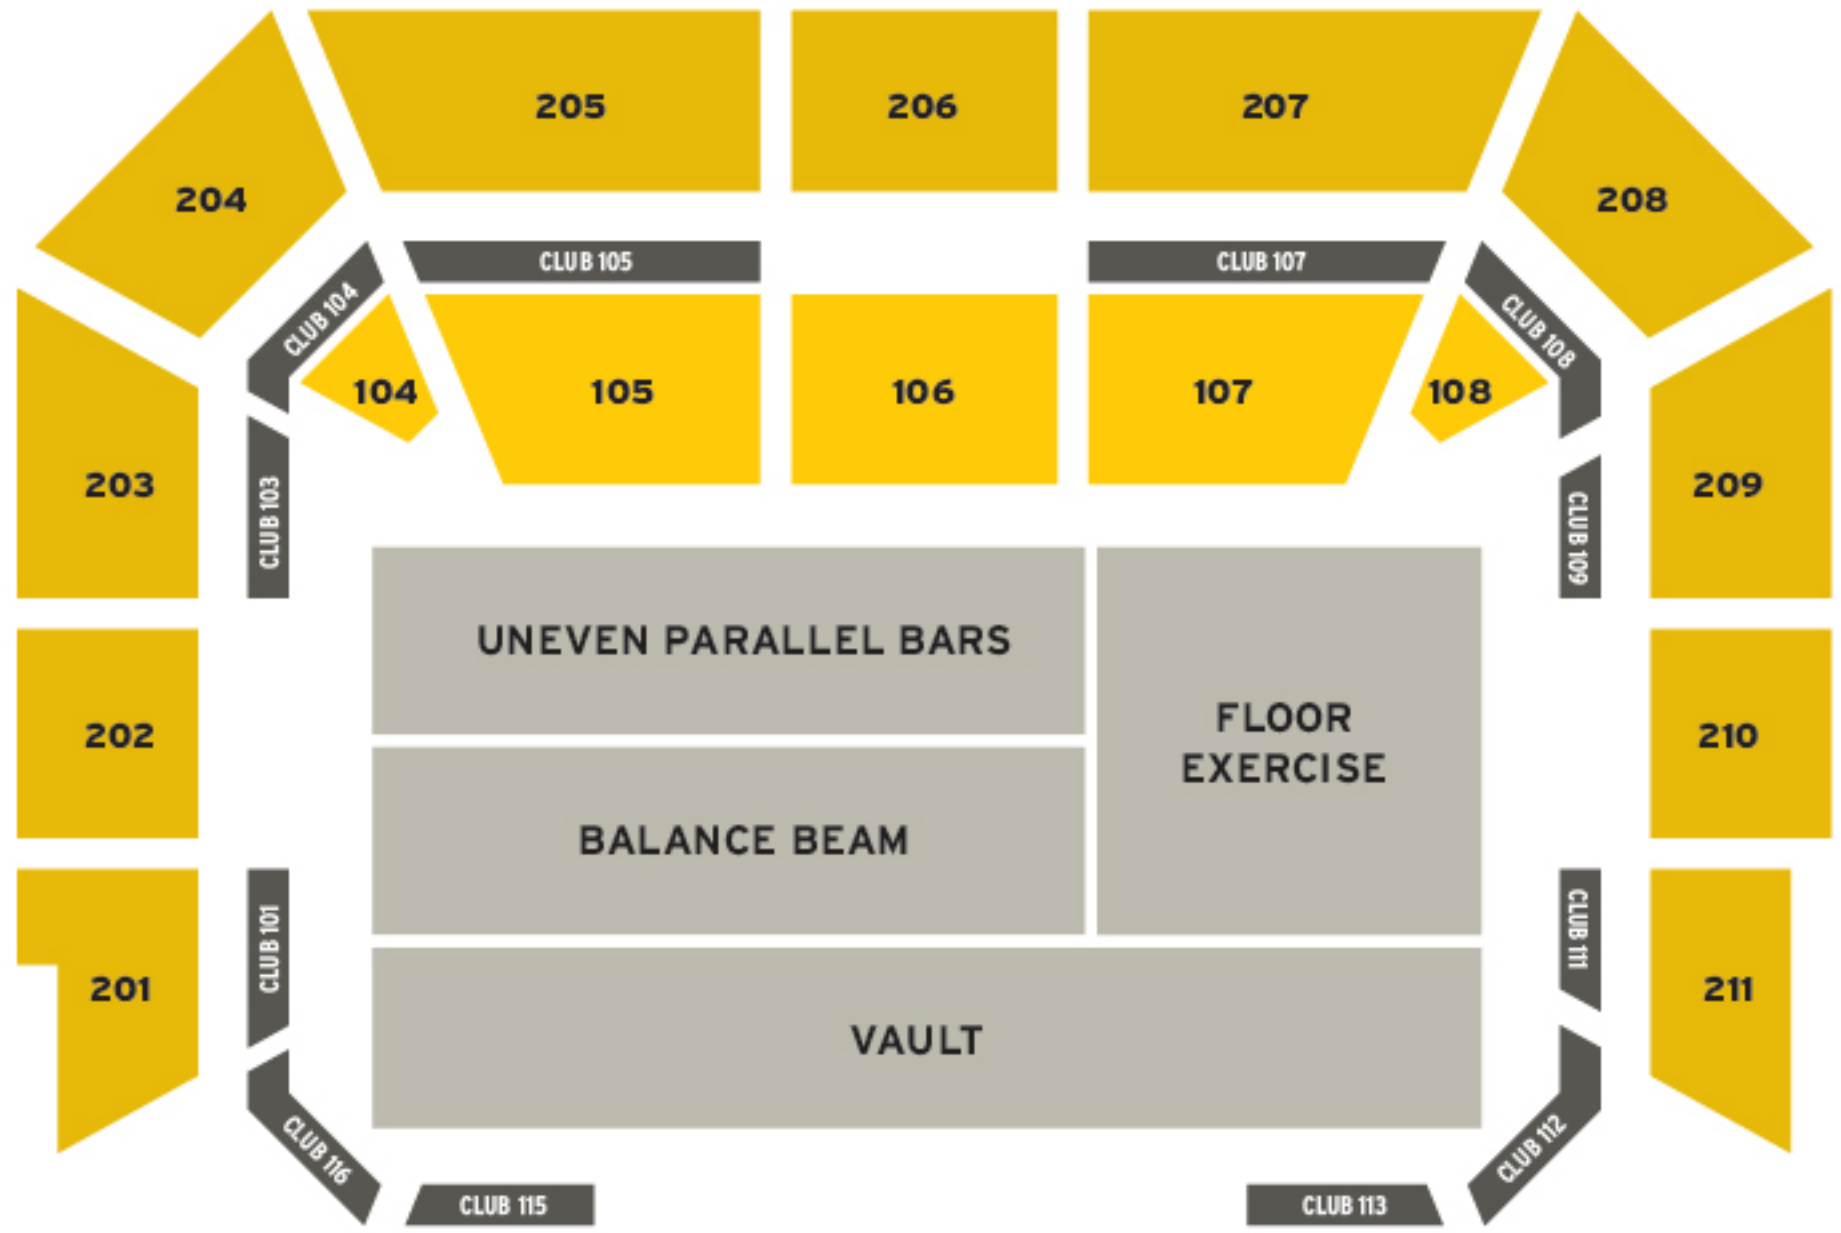 205
206
207
204
208
CLUB 105
CLUB 107
CLUB 104
CLUB 108
104
105
106
107
108
203
CLUB 103
CLUB 109
209
UNEVEN PARALLEL BARS
FLOOR
EXERCISE
202
210
BALANCE BEAM
201
CLUB 101
CLUB 111
211
VAULT
CLUB 116
CLUB 112
CLUB 115
CLUB 113